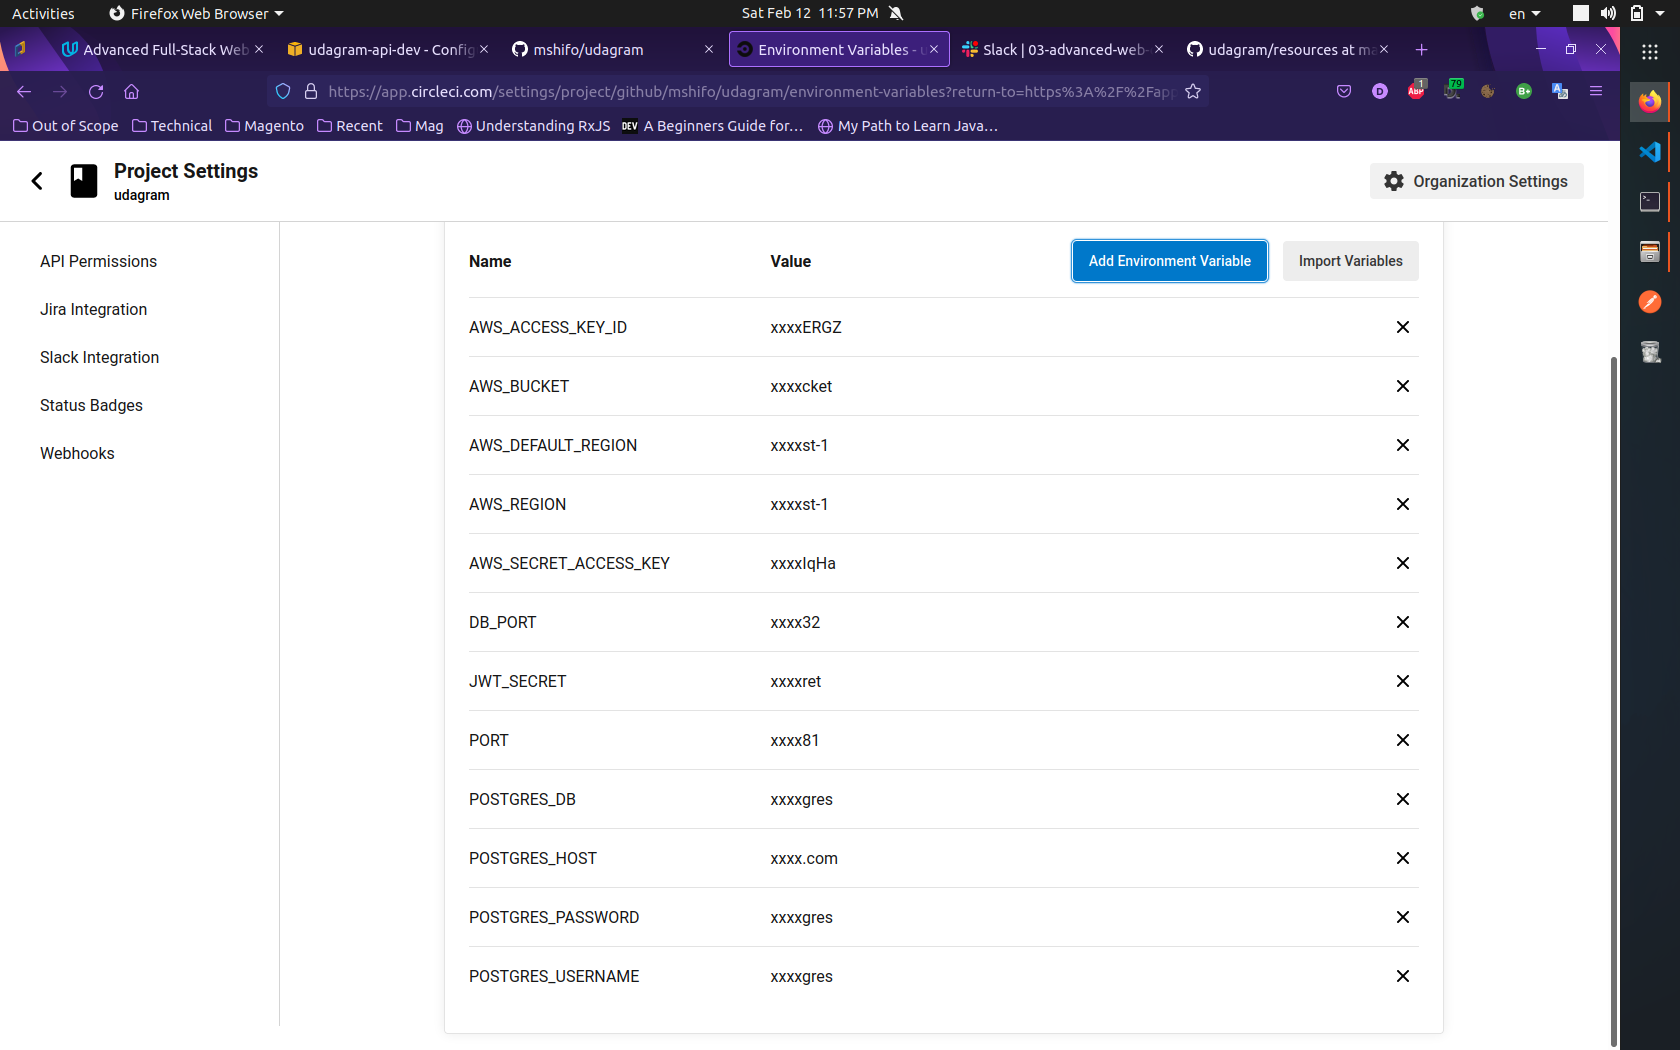 Activities Firefox Web Browser Sat Feb 12 11:57 PM en
Advanced Full-Stack Web udagram-api-dev - Config mshifo/udagram Environment Variables - u Slack | 03-advanced-web- udagram/resources at ma
https://app.circleci.com/settings/project/github/mshifo/udagram/environment-variables?return-to=https%3A%2F%2Fapp D ABP 1 79 B+
Out of Scope Technical Magento Recent Mag Understanding RxJS DEV A Beginners Guide for... My Path to Learn Java...
Project Settings
udagram
Organization Settings
API Permissions
Jira Integration
Slack Integration
Status Badges
Webhooks
Name Value Add Environment Variable Import Variables
AWS_ACCESS_KEY_ID xxxxERGZ
AWS_BUCKET xxxxcket
AWS_DEFAULT_REGION xxxxst-1
AWS_REGION xxxxst-1
AWS_SECRET_ACCESS_KEY xxxxIqHa
DB_PORT xxxx32
JWT_SECRET xxxxret
PORT xxxx81
POSTGRES_DB xxxxgres
POSTGRES_HOST xxxx.com
POSTGRES_PASSWORD xxxxgres
POSTGRES_USERNAME xxxxgres